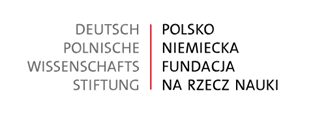 DEUTSCH
POLNISCHE
WISSENSCHAFTS
STIFTUNG
POLSKO
NIEMIECKA
FUNDACJA
NA RZECZ NAUKI